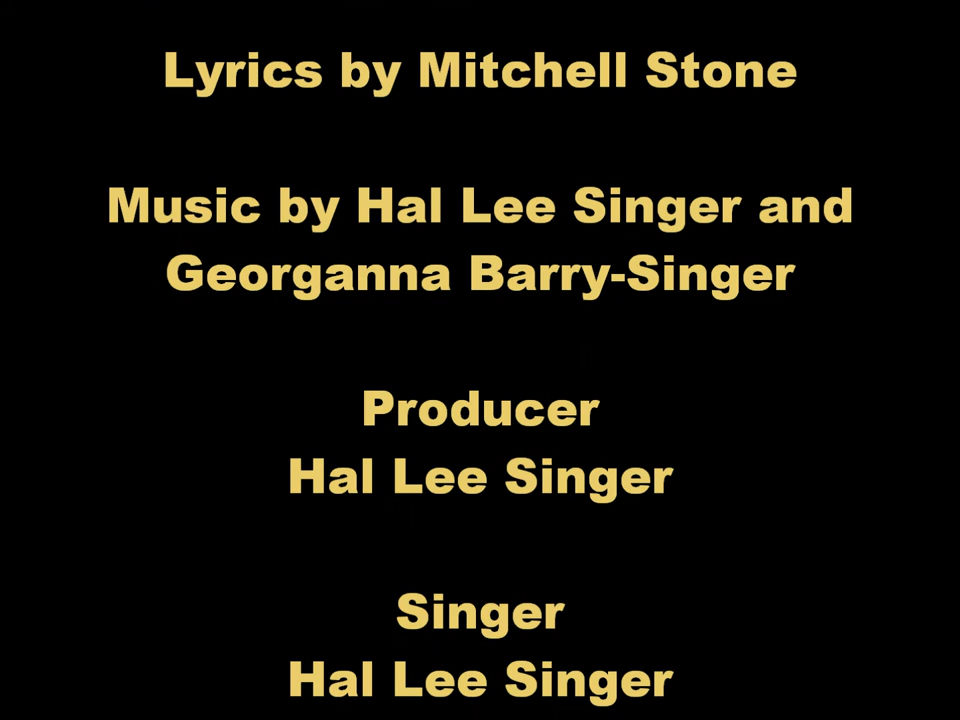 Lyrics by Mitchell Stone
Music by Hal Lee Singer and
Georganna Barry-Singer
Producer
Hal Lee Singer
Singer
Hal Lee Singer